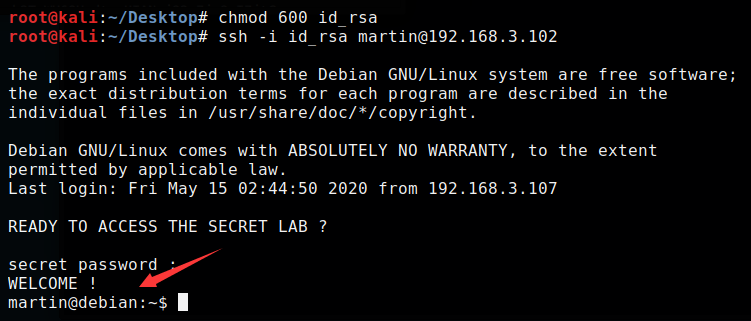 root@kali:~/Desktop# chmod 600 id_rsa
root@kali:~/Desktop# ssh -i id_rsa martin@192.168.3.102
The programs included with the Debian GNU/Linux system are free software;
the exact distribution terms for each program are described in the
individual files in /usr/share/doc/*/copyright.
Debian GNU/Linux comes with ABSOLUTELY NO WARRANTY, to the extent
permitted by applicable law.
Last login: Fri May 15 02:44:50 2020 from 192.168.3.107
READY TO ACCESS THE SECRET LAB ?
secret password :
WELCOME !
martin@debian:~$